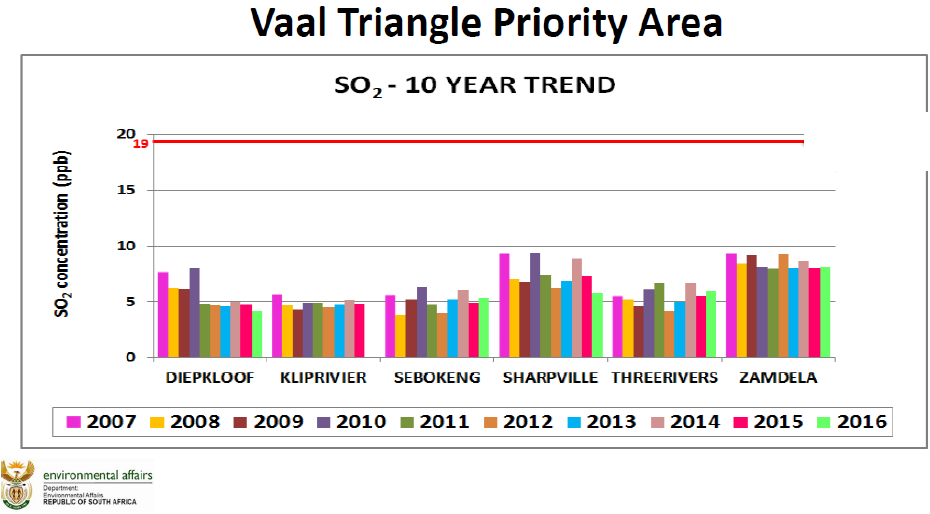 Vaal Triangle Priority Area
SO2 - 10 YEAR TREND
SO2 concentration (ppb)
20
19
15
10
5
0
DIEPKLOOF KLIPRIVIER SEBOKENG SHARPVILLE THREERIVERS ZAMDELA
2007 2008 2009 2010 2011 2012 2013 2014 2015 2016
environmental affairs
Department:
Environmental Affairs
REPUBLIC OF SOUTH AFRICA